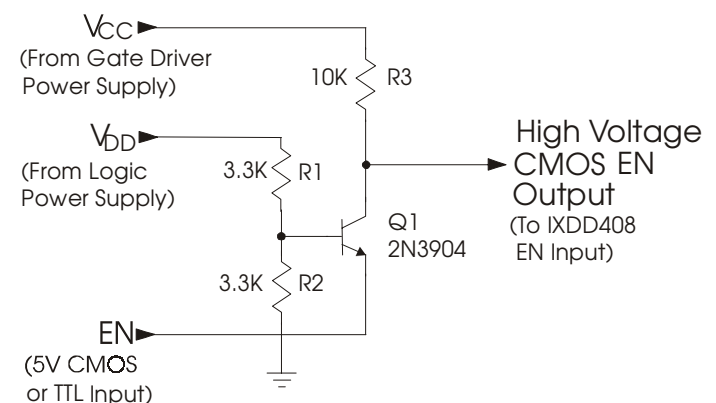 VCC
(From Gate Driver
Power Supply)
10K
R3
VDD
(From Logic
Power Supply)
3.3K
R1
High Voltage
CMOS EN
Output
(To IXDD408
EN Input)
Q1
2N3904
3.3K
R2
EN
(5V CMOS
or TTL Input)